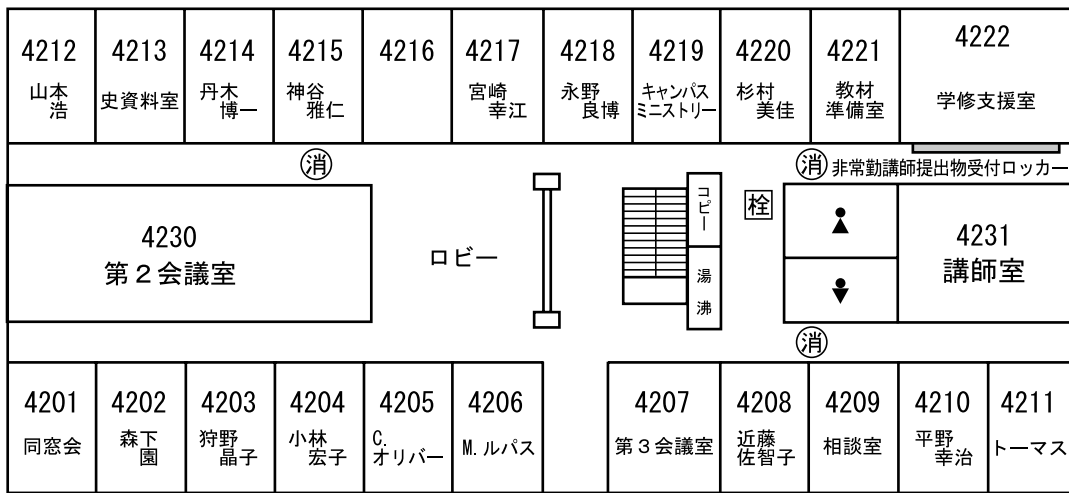 4212
山本
浩
4213
史資料室
4214
丹木
博一
4215
神谷
雅仁
4216
4217
宮崎
幸江
4218
永野
良博
4219
キャンパス
ミニストリー
4220
杉村
美佳
4221
教材
準備室
4222
学修支援室
消
消
非常勤講師提出物受付ロッカー
4230
第2会議室
ロビー
コピー
湯沸
栓
4231
講師室
消
4201
同窓会
4202
森下
園
4203
狩野
晶子
4204
小林
宏子
4205
C.
オリバー
4206
M.ルパス
4207
第3会議室
4208
近藤
佐智子
4209
相談室
4210
平野
幸治
4211
トーマス